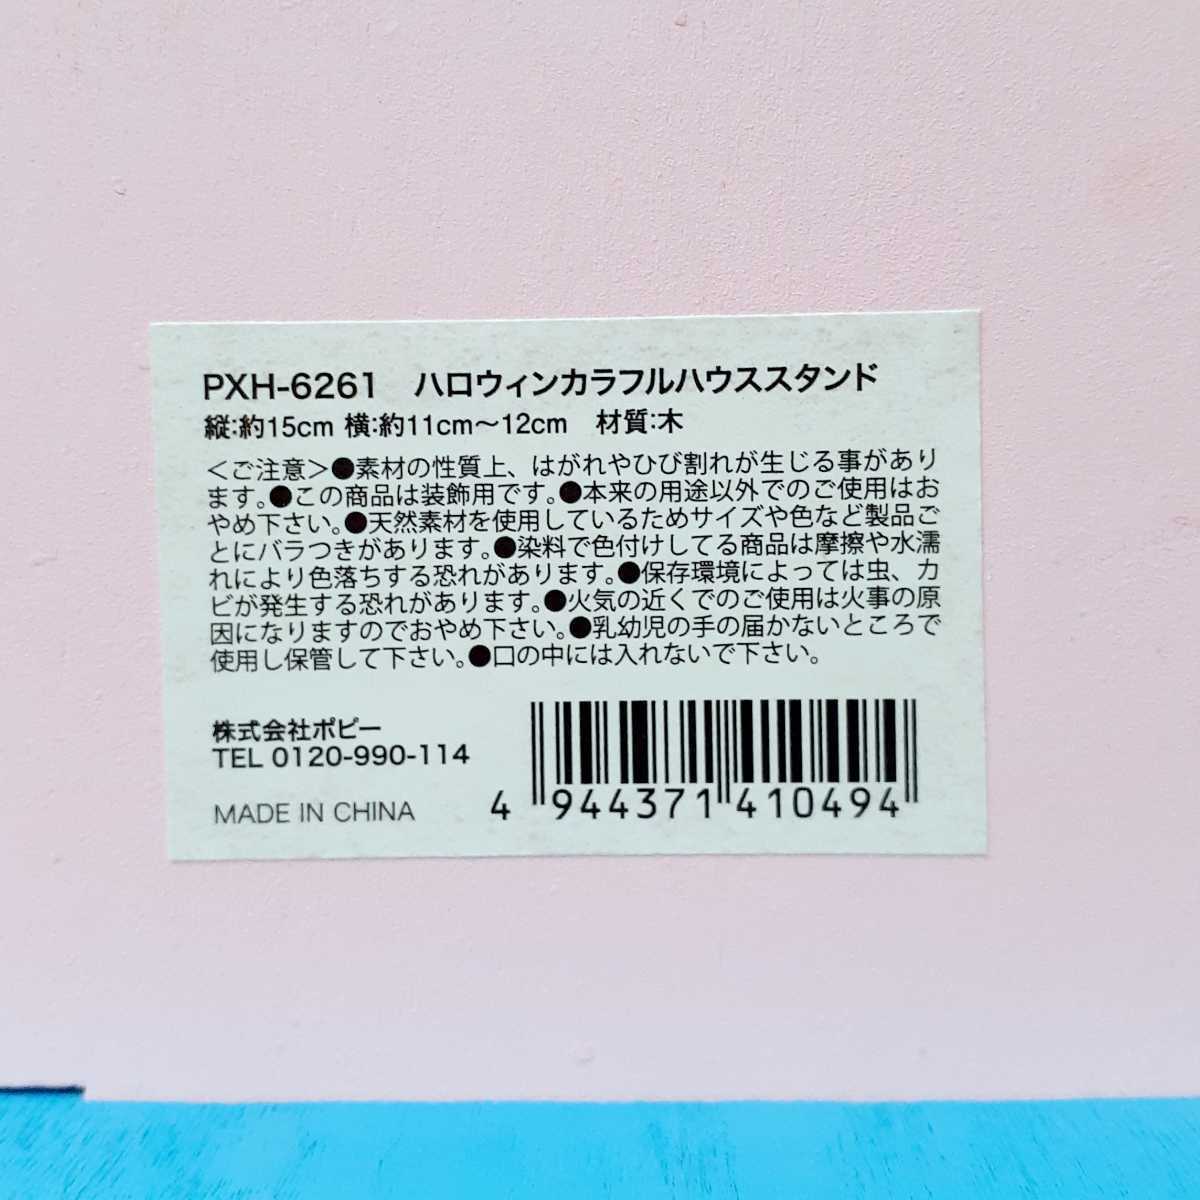 PXH-6261　ハロウィンカラフルハウススタンド
縦:約15cm 横:約11cm～12cm　材質:木
＜ご注意＞●素材の性質上、はがれやひび割れが生じる事があり
ます。●この商品は装飾用です。●本来の用途以外でのご使用はお
やめ下さい。●天然素材を使用しているためサイズや色など製品ご
とにバラつきがあります。●染料で色付けしてる商品は摩擦や水濡
れにより色落ちする恐れがあります。●保存環境によっては虫、カ
ビが発生する恐れがあります。●火気の近くでのご使用は火事の原
因になりますのでおやめ下さい。●乳幼児の手の届かないところで
使用し保管して下さい。●口の中には入れないで下さい。
株式会社ポピー
TEL 0120-990-114
MADE IN CHINA
4 944371 410494